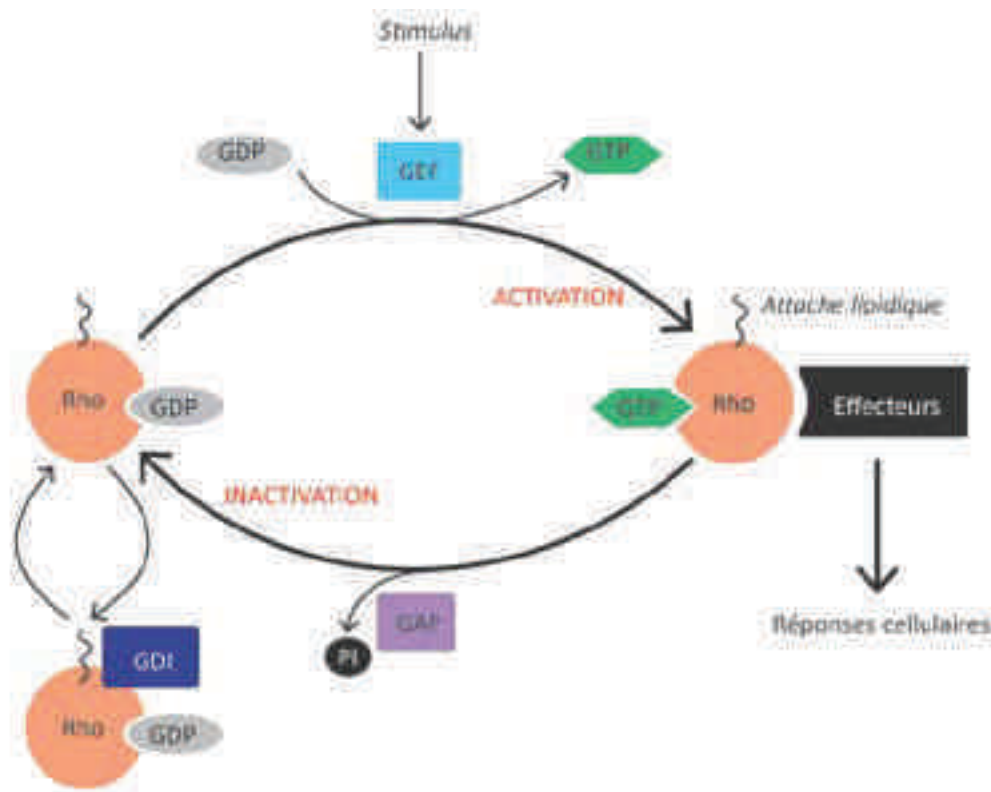 Stimulus
GDP
GEF
GTP
ACTIVATION
Attache lipidique
Rho
GDP
GTP
Rho
Effecteurs
INACTIVATION
GAP
Pi
Réponses cellulaires
GDI
Rho
GDP